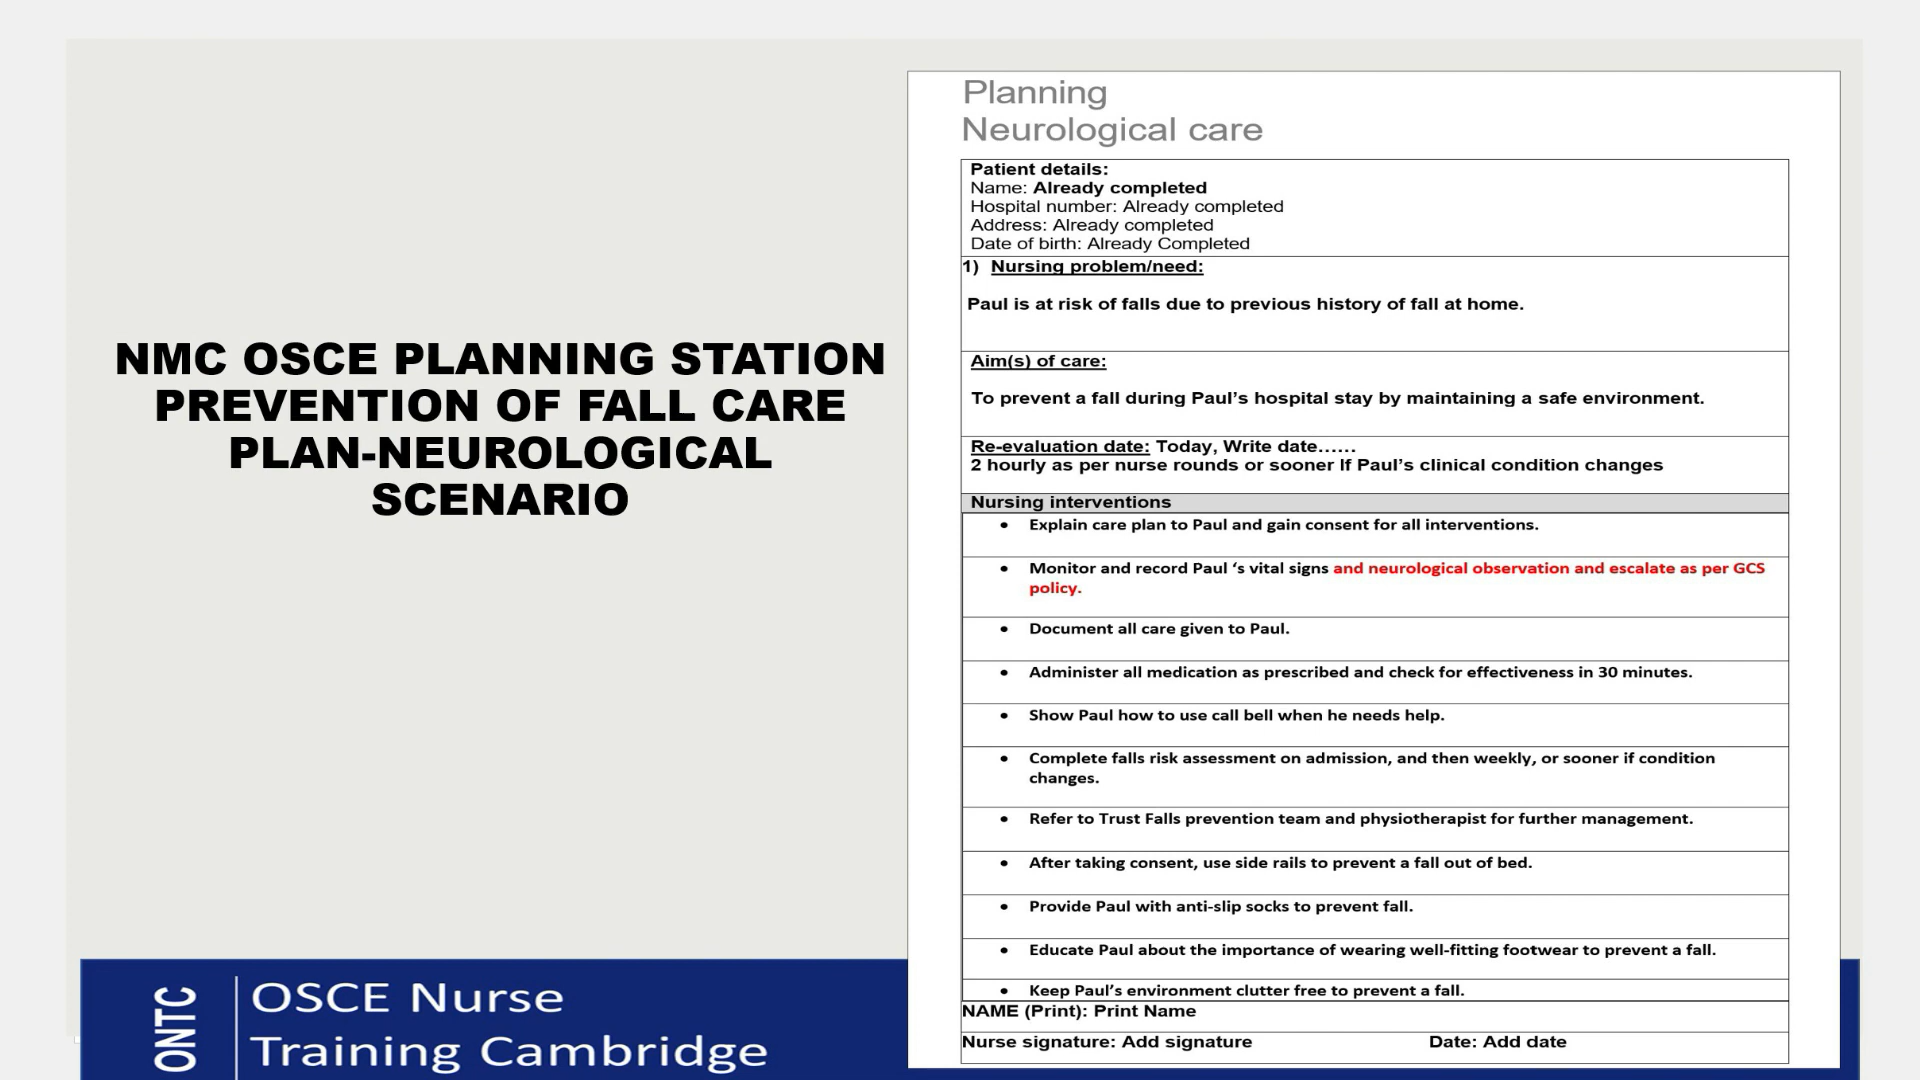 NMC OSCE PLANNING STATION
PREVENTION OF FALL CARE
PLAN-NEUROLOGICAL
SCENARIO
Planning
Neurological care
Patient details:
Name: Already completed
Hospital number: Already completed
Address: Already completed
Date of birth: Already Completed
1) Nursing problem/need:
Paul is at risk of falls due to previous history of fall at home.
Aim(s) of care:
To prevent a fall during Paul’s hospital stay by maintaining a safe environment.
Re-evaluation date: Today, Write date……
2 hourly as per nurse rounds or sooner If Paul’s clinical condition changes
Nursing interventions
• Explain care plan to Paul and gain consent for all interventions.
• Monitor and record Paul ‘s vital signs and neurological observation and escalate as per GCS
policy.
• Document all care given to Paul.
• Administer all medication as prescribed and check for effectiveness in 30 minutes.
• Show Paul how to use call bell when he needs help.
• Complete falls risk assessment on admission, and then weekly, or sooner if condition
changes.
• Refer to Trust Falls prevention team and physiotherapist for further management.
• After taking consent, use side rails to prevent a fall out of bed.
• Provide Paul with anti-slip socks to prevent fall.
• Educate Paul about the importance of wearing well-fitting footwear to prevent a fall.
• Keep Paul’s environment clutter free to prevent a fall.
NAME (Print): Print Name
Nurse signature: Add signature Date: Add date
ONTC
OSCE Nurse
Training Cambridge